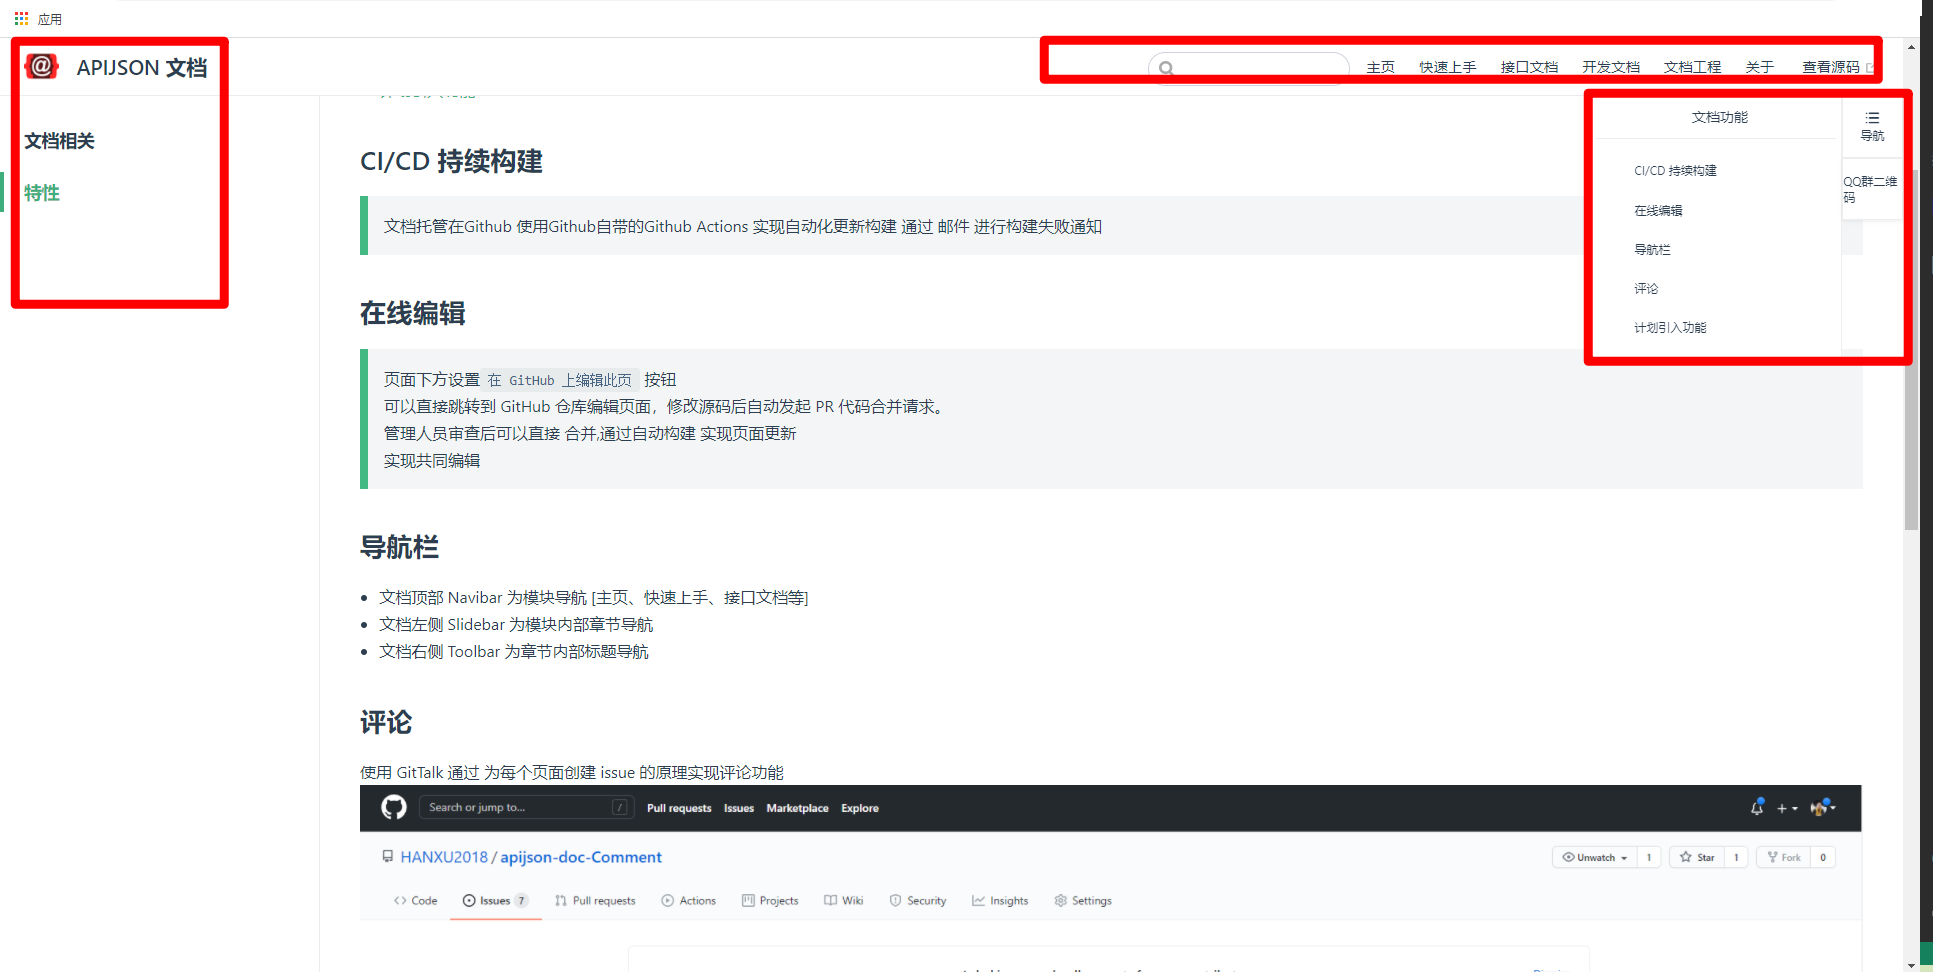 应用
APIJSON 文档
主页 快速上手 接口文档 开发文档 文档工程 关于 查看源码
文档相关
特性
文档功能
CI/CD 持续构建
在线编辑
导航栏
评论
计划引入功能
导航
QQ群二维
码
CI/CD 持续构建
文档托管在Github 使用Github自带的Github Actions 实现自动化更新构建 通过 邮件 进行构建失败通知
在线编辑
页面下方设置 在 GitHub 上编辑此页 按钮
可以直接跳转到 GitHub 仓库编辑页面，修改源码后自动发起 PR 代码合并请求。
管理人员审查后可以直接 合并,通过自动构建 实现页面更新
实现共同编辑
导航栏
文档顶部 Navibar 为模块导航 [主页、快速上手、接口文档等]
文档左侧 Slidebar 为模块内部章节导航
文档右侧 Toolbar 为章节内部标题导航
评论
使用 GitTalk 通过 为每个页面创建 issue 的原理实现评论功能
Search or jump to... / Pull requests Issues Marketplace Explore
HANXU2018 / apijson-doc-Comment
Unwatch 1 Star 1 Fork 0
Code Issues 7 Pull requests Actions Projects Wiki Security Insights Settings